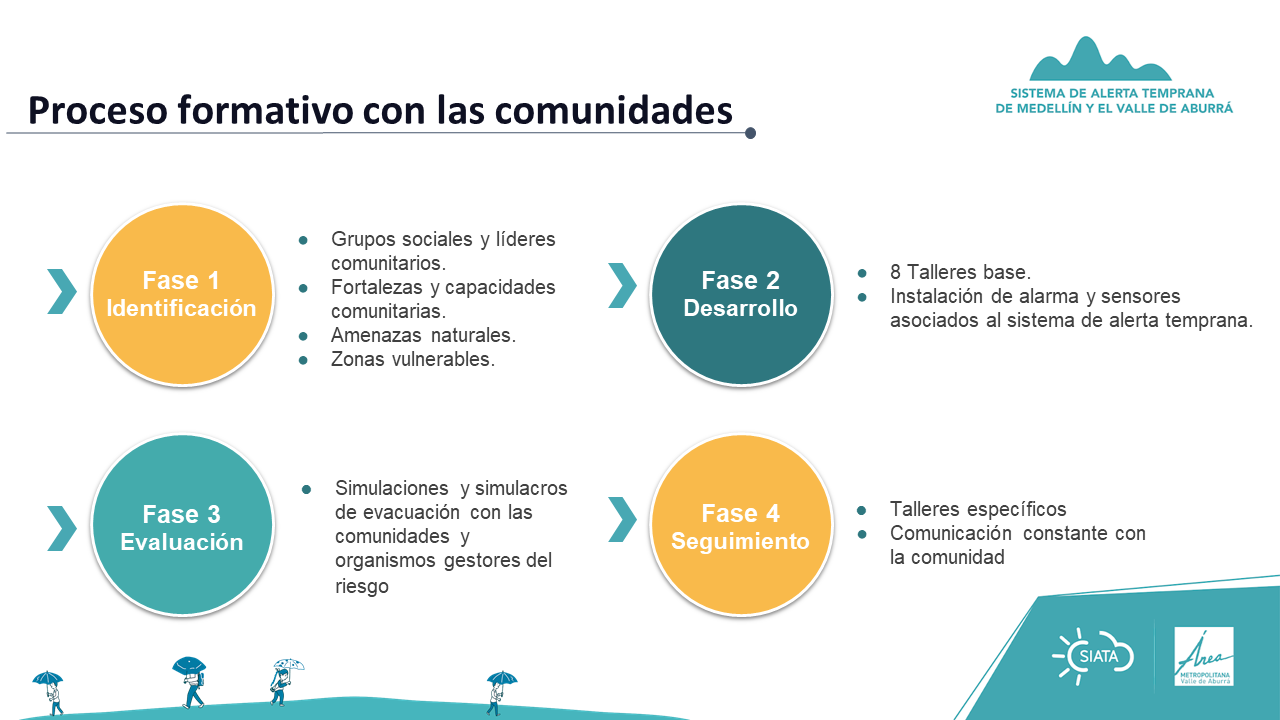 Proceso formativo con las comunidades
SISTEMA DE ALERTA TEMPRANA
DE MEDELLÍN Y EL VALLE DE ABURRÁ
Fase 1
Identificación
● Grupos sociales y líderes
comunitarios.
● Fortalezas y capacidades
comunitarias.
● Amenazas naturales.
● Zonas vulnerables.
Fase 2
Desarrollo
● 8 Talleres base.
● Instalación de alarma y sensores
asociados al sistema de alerta temprana.
Fase 3
Evaluación
● Simulaciones y simulacros
de evacuación con las
comunidades y
organismos gestores del
riesgo
Fase 4
Seguimiento
● Talleres específicos
● Comunicación constante con
la comunidad
SIATA
Área
METROPOLITANA
Valle de Aburrá